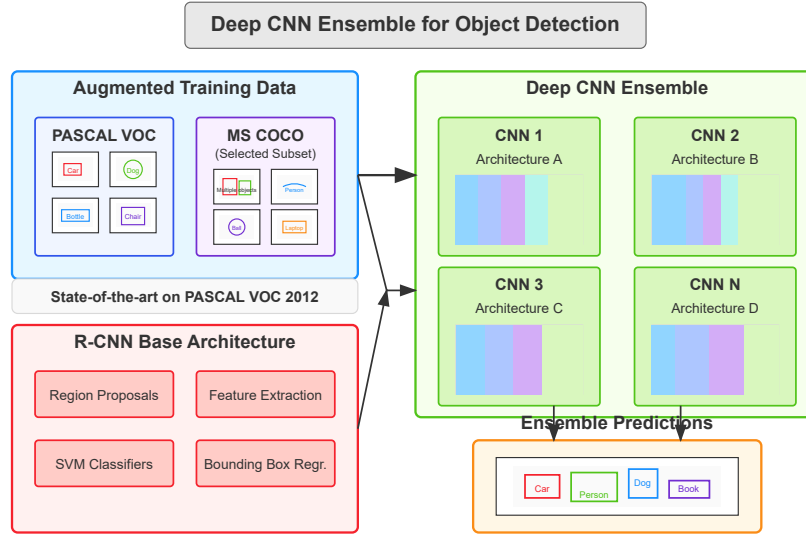 Deep CNN Ensemble for Object Detection
Augmented Training Data
PASCAL VOC
Car
Dog
Bottle
Chair
MS COCO
(Selected Subset)
Multiple objects
Person
Ball
Laptop
State-of-the-art on PASCAL VOC 2012
R-CNN Base Architecture
Region Proposals
Feature Extraction
SVM Classifiers
Bounding Box Regr.
Deep CNN Ensemble
CNN 1
Architecture A
CNN 2
Architecture B
CNN 3
Architecture C
CNN N
Architecture D
Ensemble Predictions
Car
Person
Dog
Book